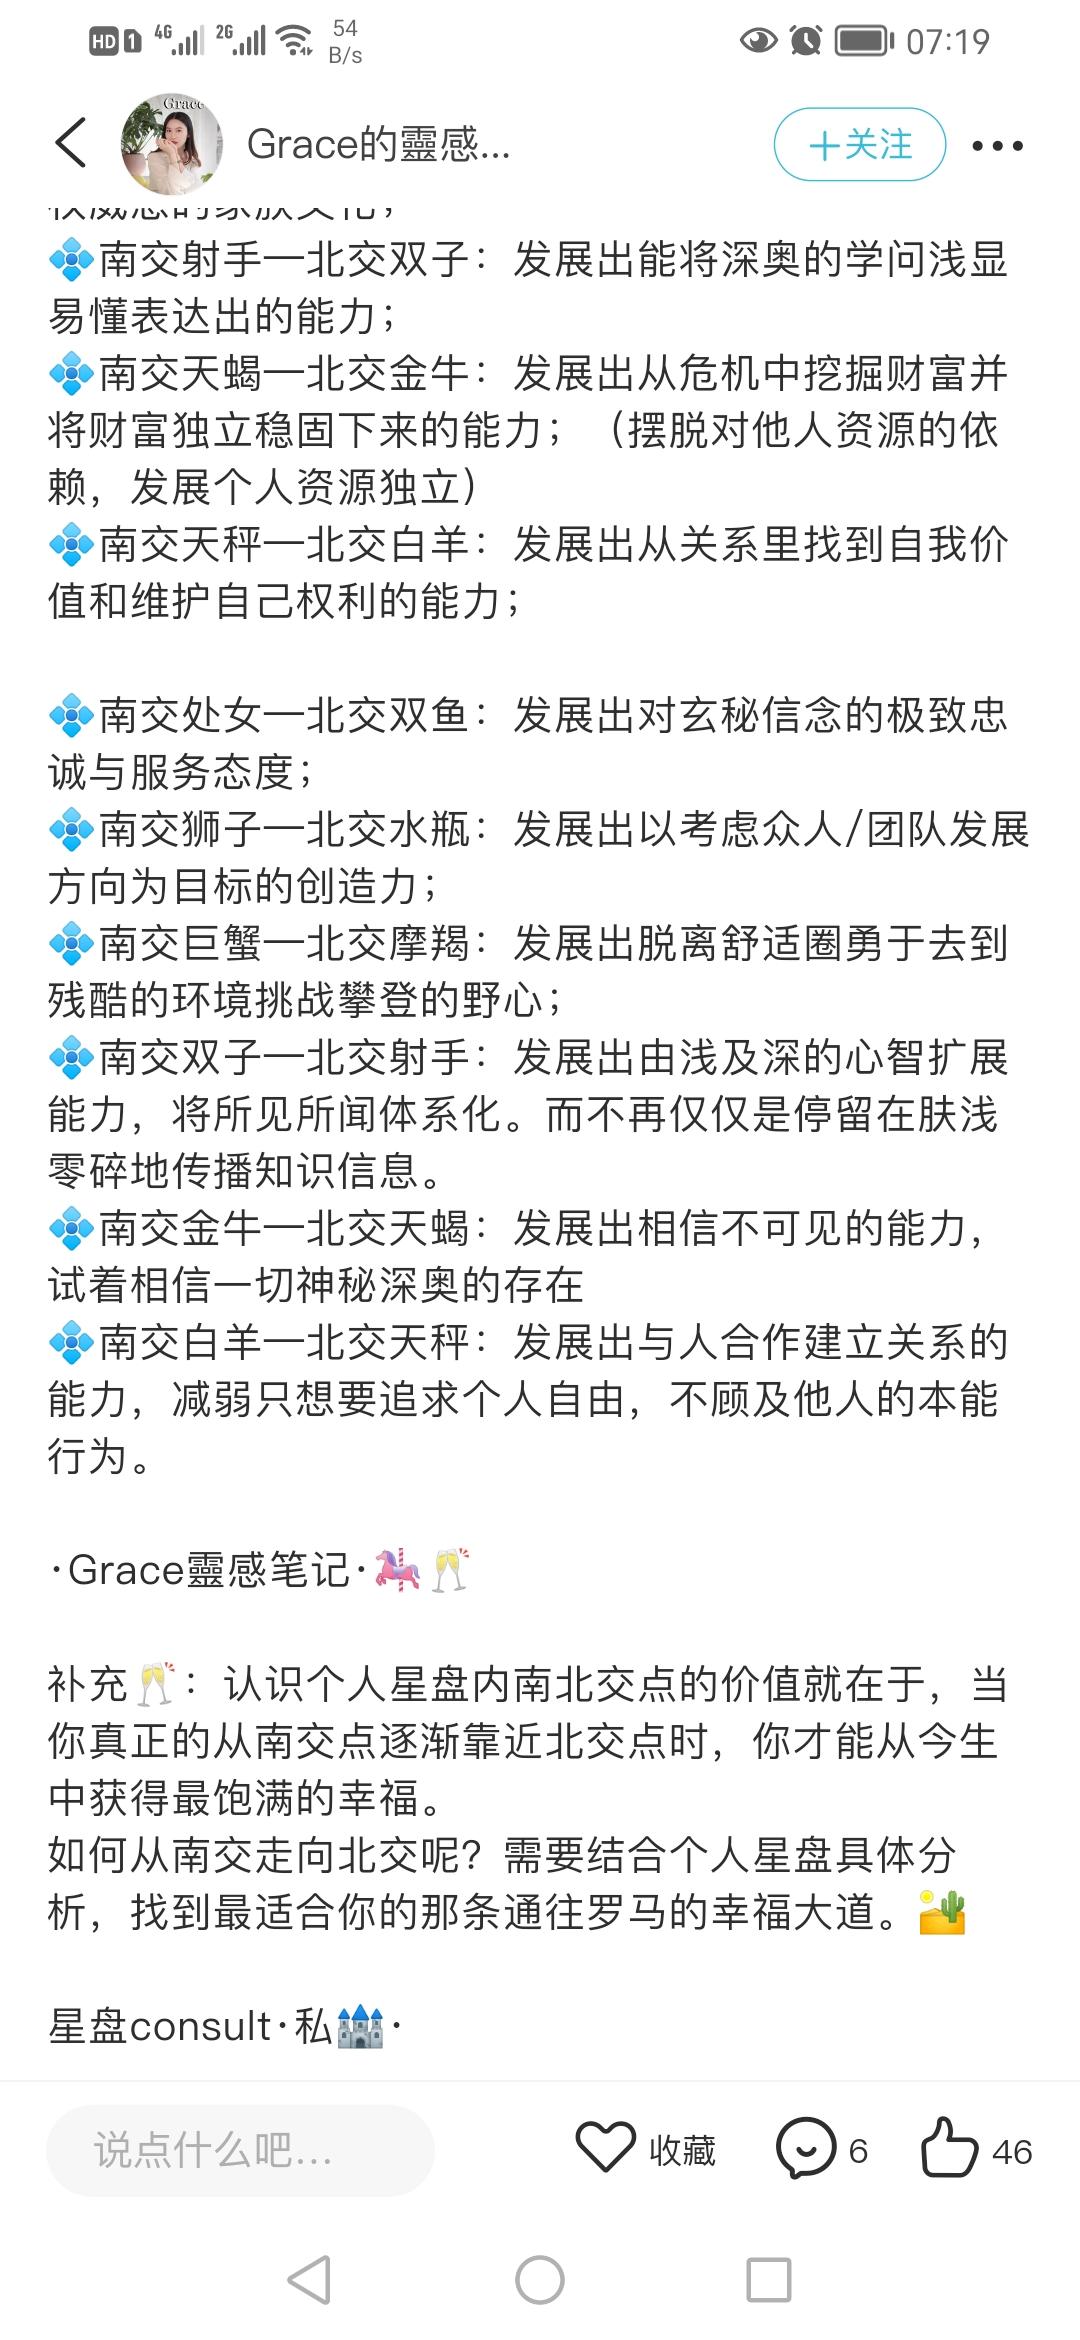 HD 1 4G 2G 54 B/s 07:19
Grace
Grace的靈感... +关注
💠南交射手—北交双子：发展出能将深奥的学问浅显
易懂表达出的能力；
💠南交天蝎—北交金牛：发展出从危机中挖掘财富并
将财富独立稳固下来的能力；（摆脱对他人资源的依
赖，发展个人资源独立）
💠南交天秤—北交白羊：发展出从关系里找到自我价
值和维护自己权利的能力；
💠南交处女—北交双鱼：发展出对玄秘信念的极致忠
诚与服务态度；
💠南交狮子—北交水瓶：发展出以考虑众人/团队发展
方向为目标的创造力；
💠南交巨蟹—北交摩羯：发展出脱离舒适圈勇于去到
残酷的环境挑战攀登的野心；
💠南交双子—北交射手：发展出由浅及深的心智扩展
能力，将所见所闻体系化。而不再仅仅是停留在肤浅
零碎地传播知识信息。
💠南交金牛—北交天蝎：发展出相信不可见的能力，
试着相信一切神秘深奥的存在
💠南交白羊—北交天秤：发展出与人合作建立关系的
能力，减弱只想要追求个人自由，不顾及他人的本能
行为。
·Grace靈感笔记·🎠🥂
补充🥂：认识个人星盘内南北交点的价值就在于，当
你真正的从南交点逐渐靠近北交点时，你才能从今生
中获得最饱满的幸福。
如何从南交走向北交呢？需要结合个人星盘具体分
析，找到最适合你的那条通往罗马的幸福大道。🏜
星盘consult·私🏰·
说点什么吧... 收藏 6 46